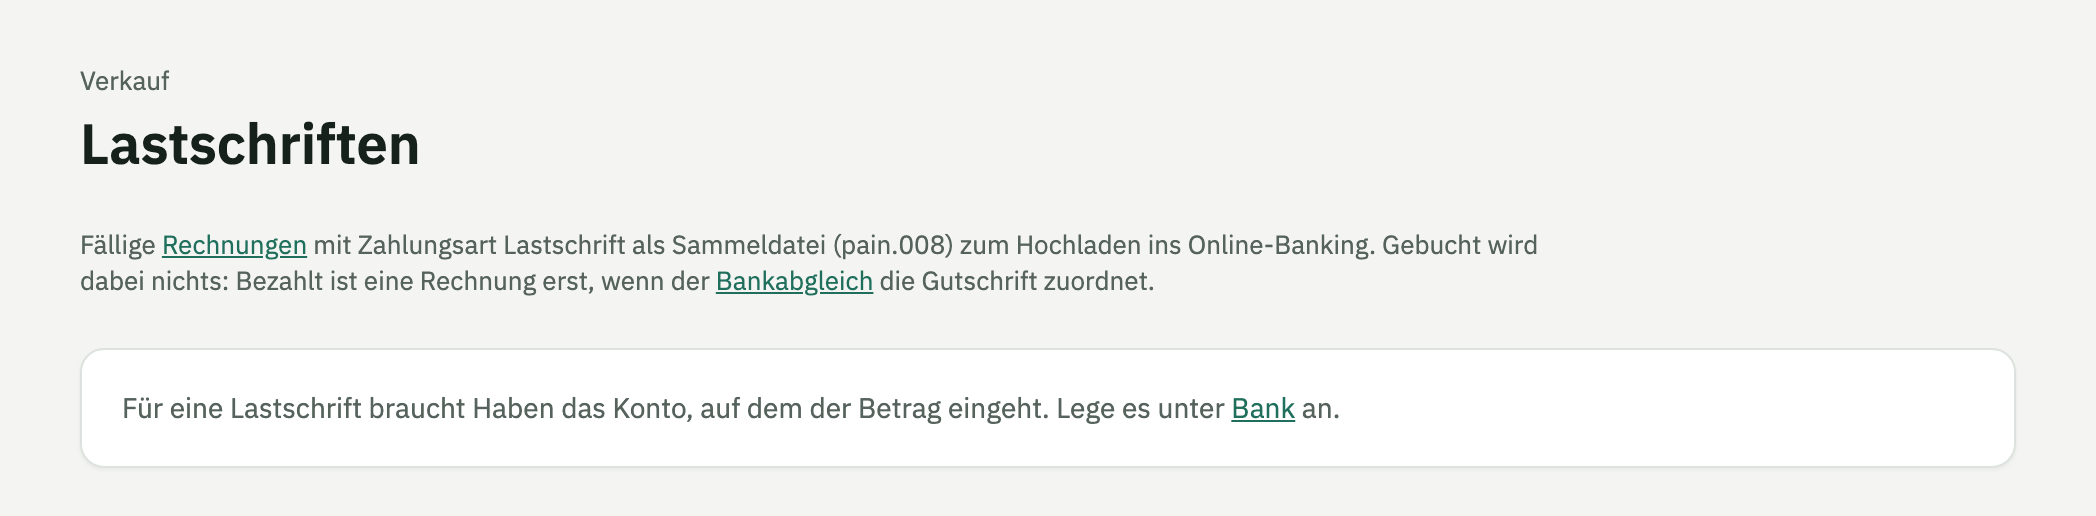 Verkauf
Lastschriften
Fällige Rechnungen mit Zahlungsart Lastschrift als Sammeldatei (pain.008) zum Hochladen ins Online-Banking. Gebucht wird
dabei nichts: Bezahlt ist eine Rechnung erst, wenn der Bankabgleich die Gutschrift zuordnet.
Für eine Lastschrift braucht Haben das Konto, auf dem der Betrag eingeht. Lege es unter Bank an.